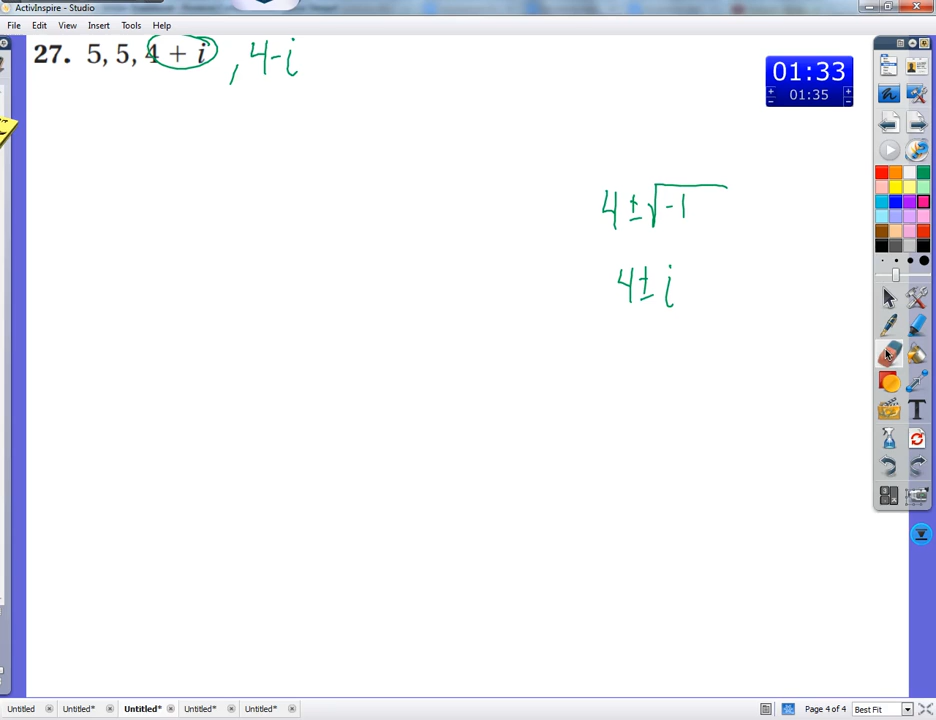 ActivInspire - Studio
File Edit View Insert Tools Help
27. 5, 5, 4 + i , 4-i
01:33
01:35
4 ± √-1
4 ± i
T
Untitled Untitled* Untitled* Untitled* Untitled* Page 4 of 4 Best Fit